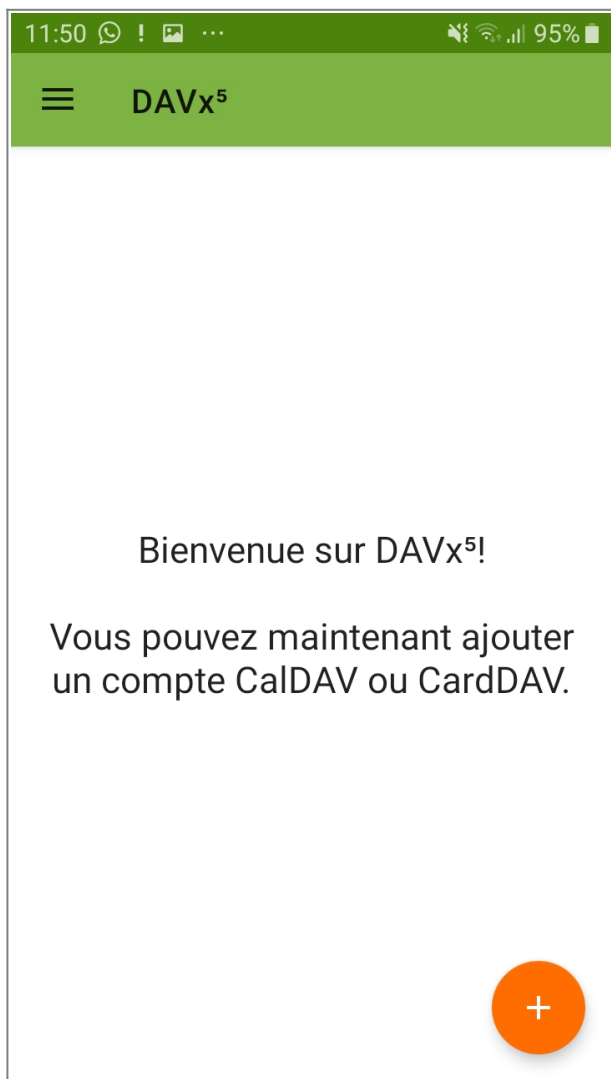 11:50 ! ... 95%
DAVx⁵
Bienvenue sur DAVx⁵!
Vous pouvez maintenant ajouter
un compte CalDAV ou CardDAV.
+